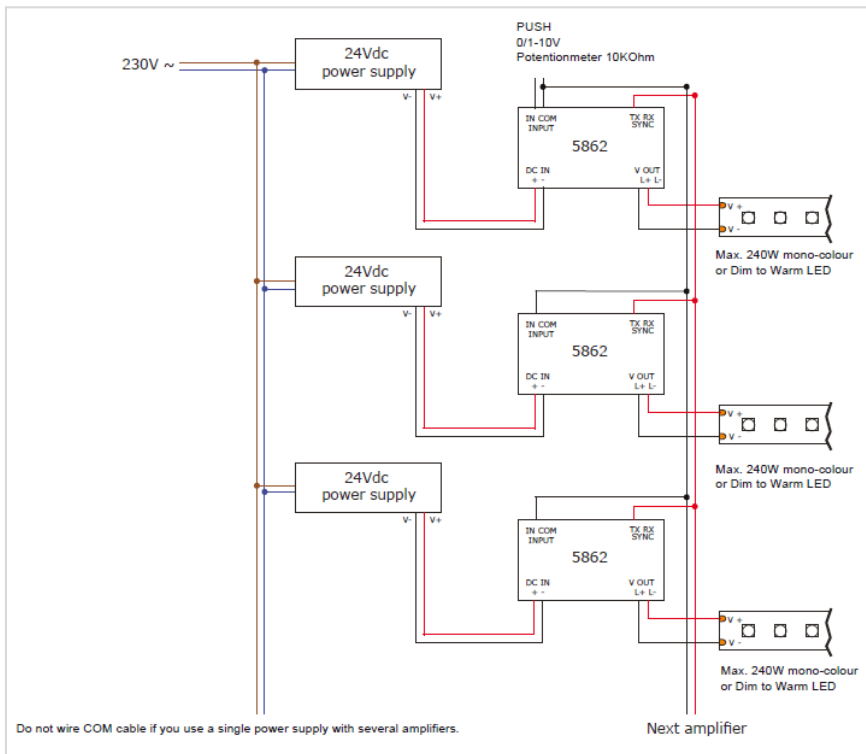 PUSH
0/1-10V
Potentionmeter 10KOhm
230V ~
24Vdc
power supply
V- V+
IN COM
INPUT
TX RX
SYNC
5862
DC IN
+ -
V OUT
L+ L-
V +
V -
Max. 240W mono-colour
or Dim to Warm LED
24Vdc
power supply
V- V+
IN COM
INPUT
TX RX
SYNC
5862
DC IN
+ -
V OUT
L+ L-
V +
V -
Max. 240W mono-colour
or Dim to Warm LED
24Vdc
power supply
V- V+
IN COM
INPUT
TX RX
SYNC
5862
DC IN
+ -
V OUT
L+ L-
V +
V -
Max. 240W mono-colour
or Dim to Warm LED
Do not wire COM cable if you use a single power supply with several amplifiers.
Next amplifier